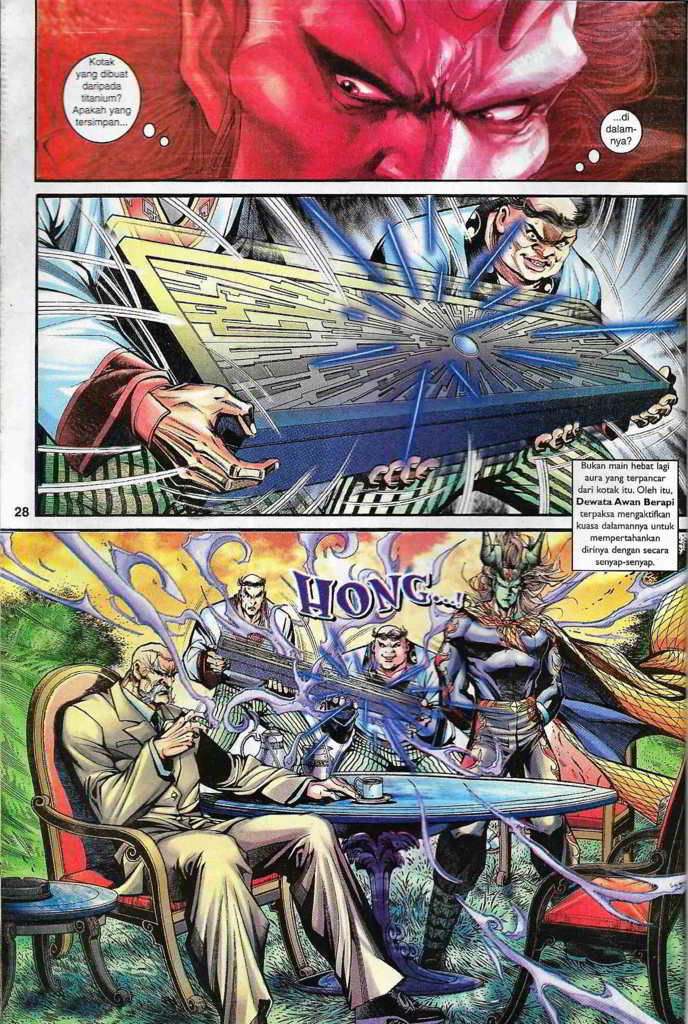 Kotak
yang dibuat
daripada
titanium?
Apakah yang
tersimpan...
...di
dalam-
nya?
28
Bukan main hebat lagi
aura yang terpancar
dari kotak itu. Oleh itu,
Dewata Awan Berapi
terpaksa mengaktifkan
kuasa dalamannya untuk
mempertahankan
dirinya dengan secara
senyap-senyap.
HONG...!